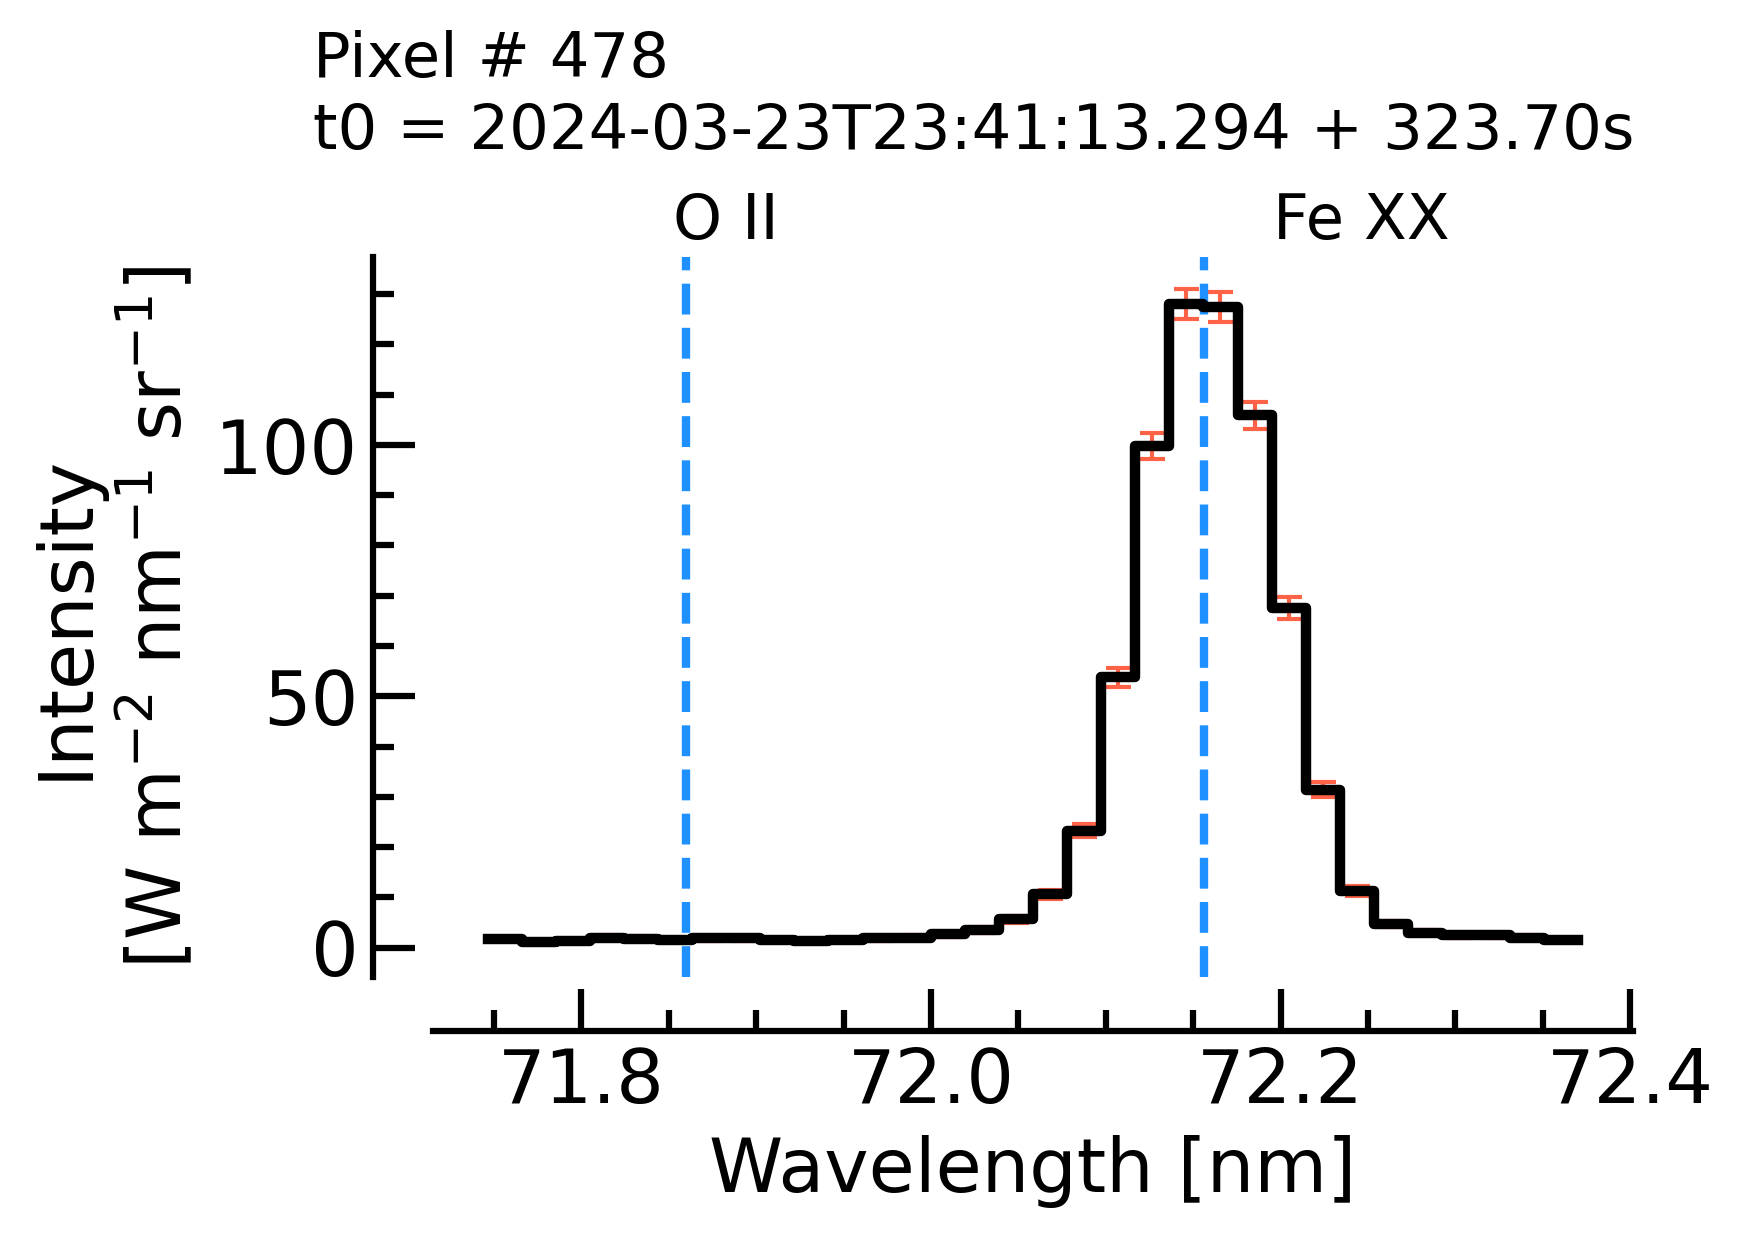 Pixel # 478
t0 = 2024-03-23T23:41:13.294 + 323.70s
O II Fe XX
Intensity
[W m⁻² nm⁻¹ sr⁻¹]
100
50
0
71.8 72.0 72.2 72.4
Wavelength [nm]